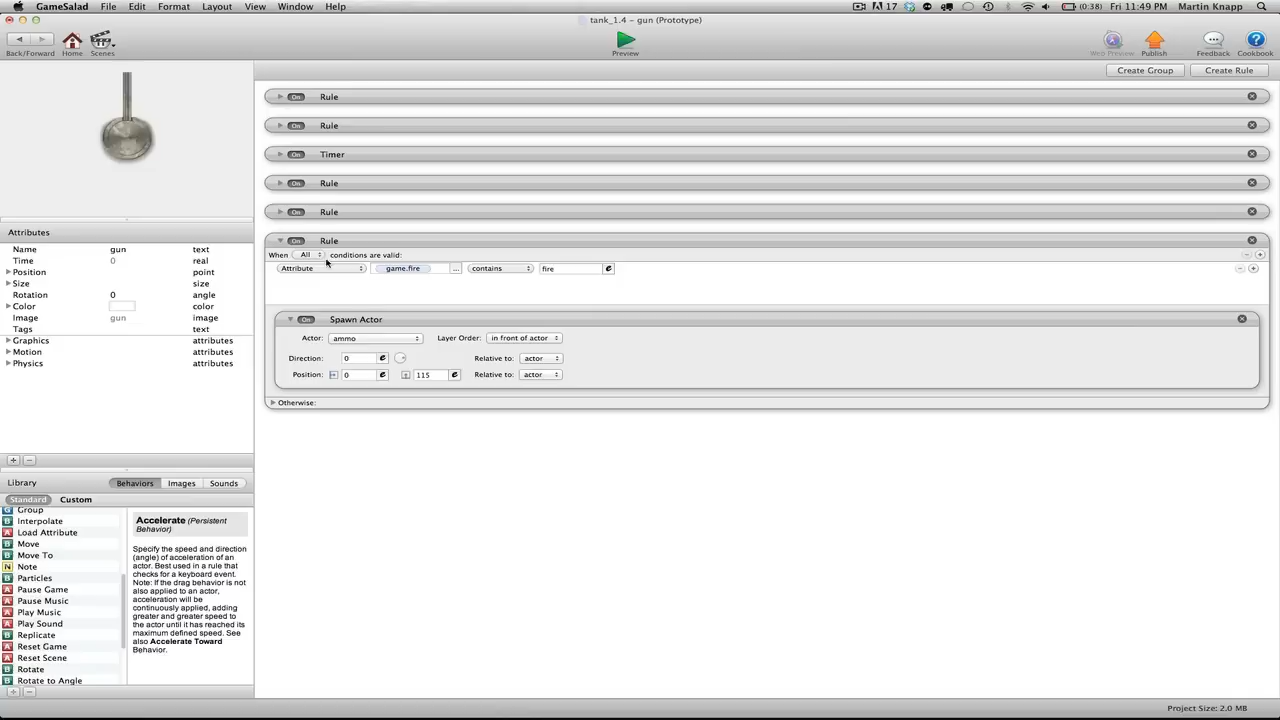 GameSalad File Edit Format Layout View Window Help 17 (0:38) Fri 11:49 PM Martin Knapp
tank_1.4 – gun (Prototype)
Back/Forward Home Scenes Preview Web Preview Publish Feedback Cookbook
Create Group Create Rule
On Rule
On Rule
On Timer
On Rule
On Rule
On Rule
When All conditions are valid:
Attribute game.fire ... contains fire
On Spawn Actor
Actor: ammo Layer Order: in front of actor
Direction: 0 Relative to: actor
Position: 0 115 Relative to: actor
Otherwise:
Attributes
Name gun text
Time 0 real
Position point
Size size
Rotation 0 angle
Color color
Image gun image
Tags text
Graphics attributes
Motion attributes
Physics attributes
Library Behaviors Images Sounds
Standard Custom
G Group
B Interpolate
A Load Attribute
B Move
B Move To
N Note
B Particles
A Pause Game
A Pause Music
A Play Music
A Play Sound
B Replicate
A Reset Game
A Reset Scene
B Rotate
B Rotate to Angle
Accelerate (Persistent
Behavior)
Specify the speed and direction
(angle) of acceleration of an
actor. Best used in a rule that
checks for a keyboard event.
Note: If the drag behavior is not
also applied to an actor,
acceleration will be
continuously applied, adding
greater and greater speed to
the actor until it has reached its
maximum defined speed. See
also Accelerate Toward
Behavior.
Project Size: 2.0 MB